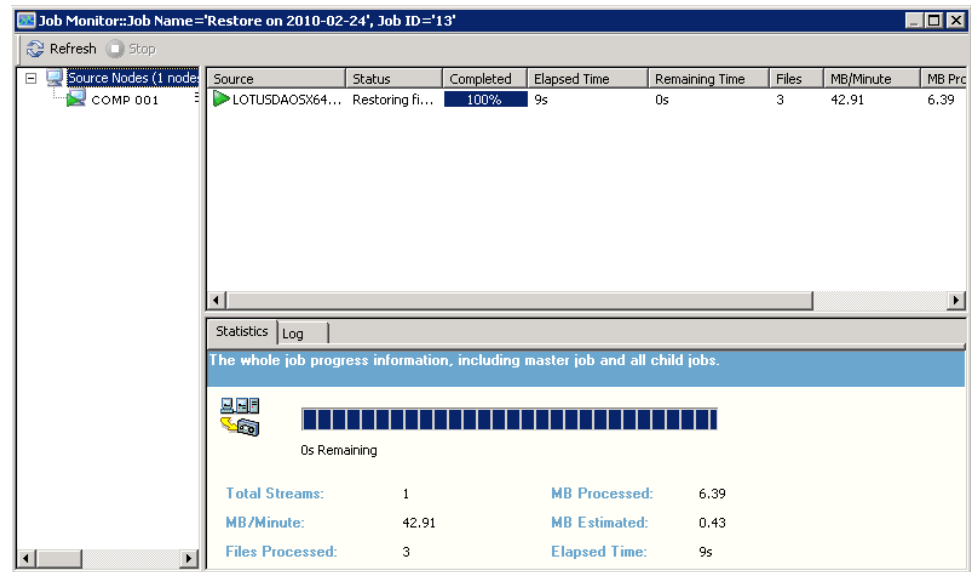 Job Monitor::Job Name='Restore on 2010-02-24', Job ID='13'
Refresh Stop
Source Nodes (1 node
COMP 001
Source Status Completed Elapsed Time Remaining Time Files MB/Minute MB Prc
LOTUSDAOSX64... Restoring fi... 100% 9s 0s 3 42.91 6.39
Statistics Log
The whole job progress information, including master job and all child jobs.
0s Remaining
Total Streams: 1 MB Processed: 6.39
MB/Minute: 42.91 MB Estimated: 0.43
Files Processed: 3 Elapsed Time: 9s